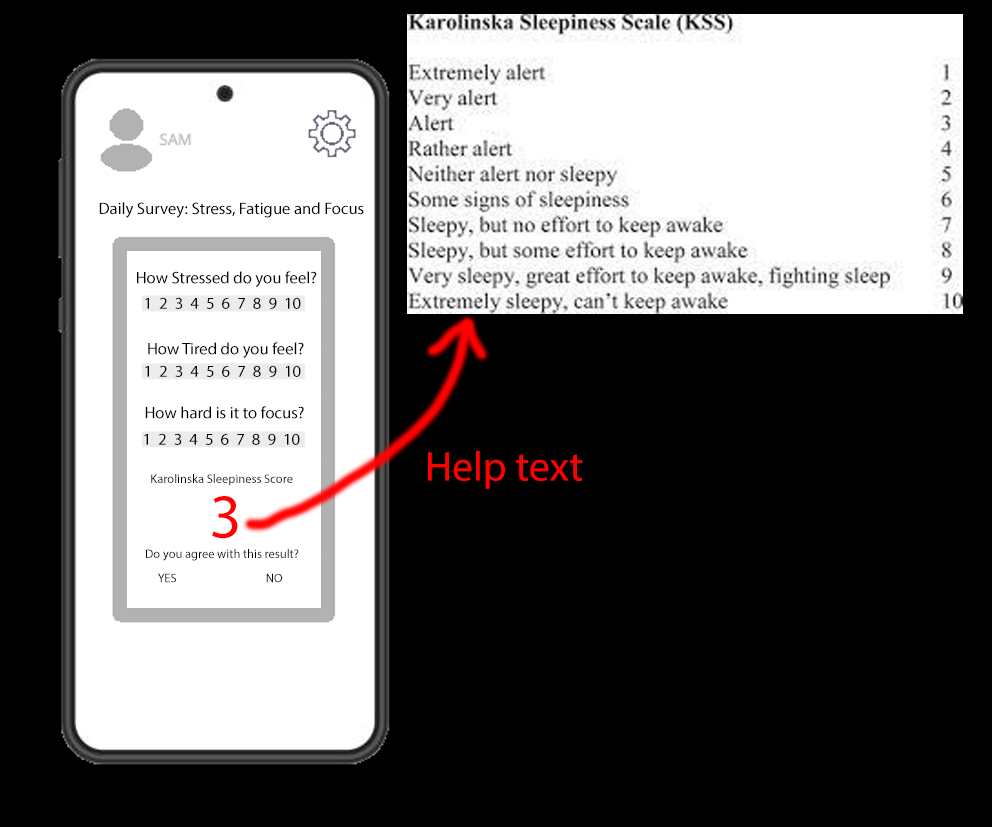 SAM
Daily Survey: Stress, Fatigue and Focus
How Stressed do you feel?
1 2 3 4 5 6 7 8 9 10
How Tired do you feel?
1 2 3 4 5 6 7 8 9 10
How hard is it to focus?
1 2 3 4 5 6 7 8 9 10
Karolinska Sleepiness Score
3
Do you agree with this result?
YES NO
Help text
Karolinska Sleepiness Scale (KSS)
Extremely alert 1
Very alert 2
Alert 3
Rather alert 4
Neither alert nor sleepy 5
Some signs of sleepiness 6
Sleepy, but no effort to keep awake 7
Sleepy, but some effort to keep awake 8
Very sleepy, great effort to keep awake, fighting sleep 9
Extremely sleepy, can't keep awake 10